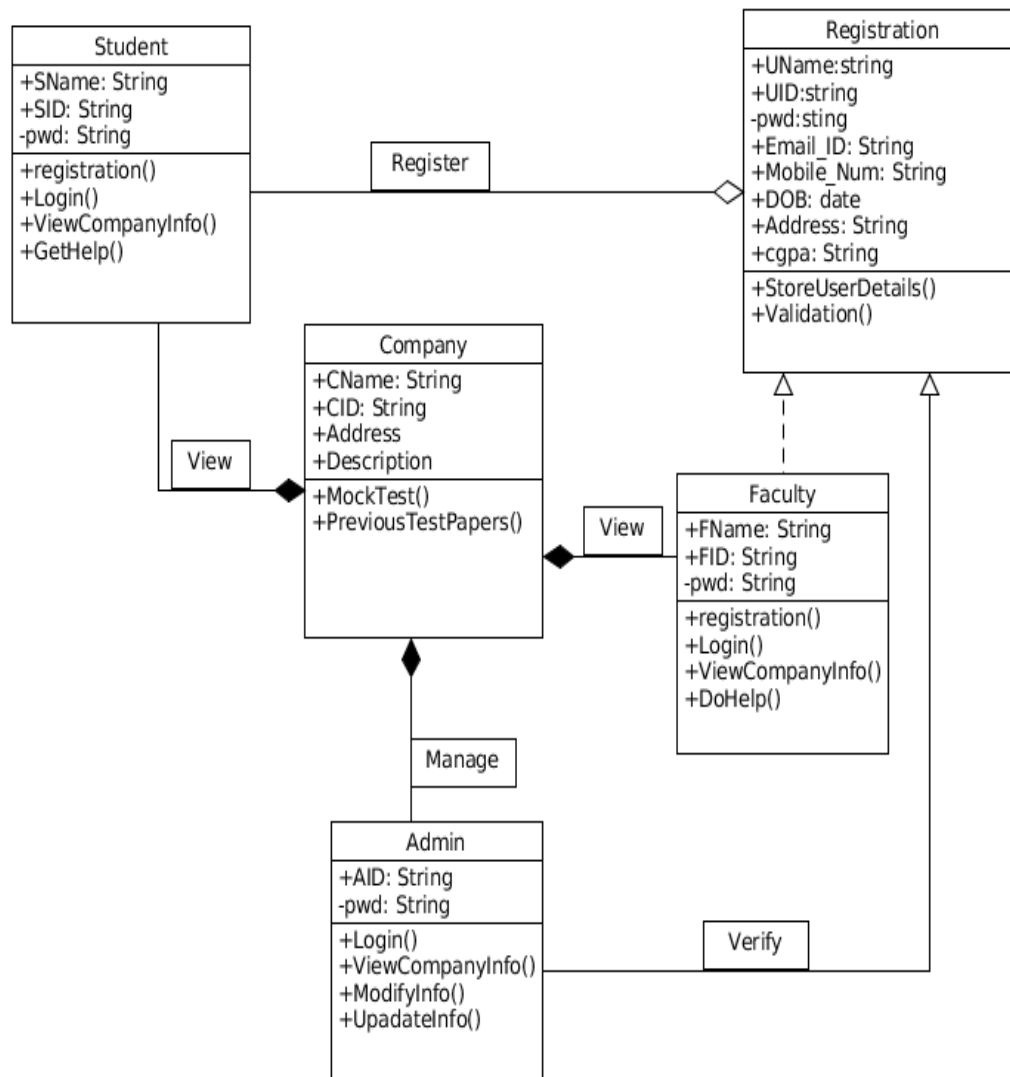 Student
+SName: String
+SID: String
-pwd: String
+registration()
+Login()
+ViewCompanyInfo()
+GetHelp()
Register
Registration
+UName:string
+UID:string
-pwd:sting
+Email_ID: String
+Mobile_Num: String
+DOB: date
+Address: String
+cgpa: String
+StoreUserDetails()
+Validation()
View
Company
+CName: String
+CID: String
+Address
+Description
+MockTest()
+PreviousTestPapers()
View
Faculty
+FName: String
+FID: String
-pwd: String
+registration()
+Login()
+ViewCompanyInfo()
+DoHelp()
Manage
Admin
+AID: String
-pwd: String
+Login()
+ViewCompanyInfo()
+ModifyInfo()
+UpadateInfo()
Verify